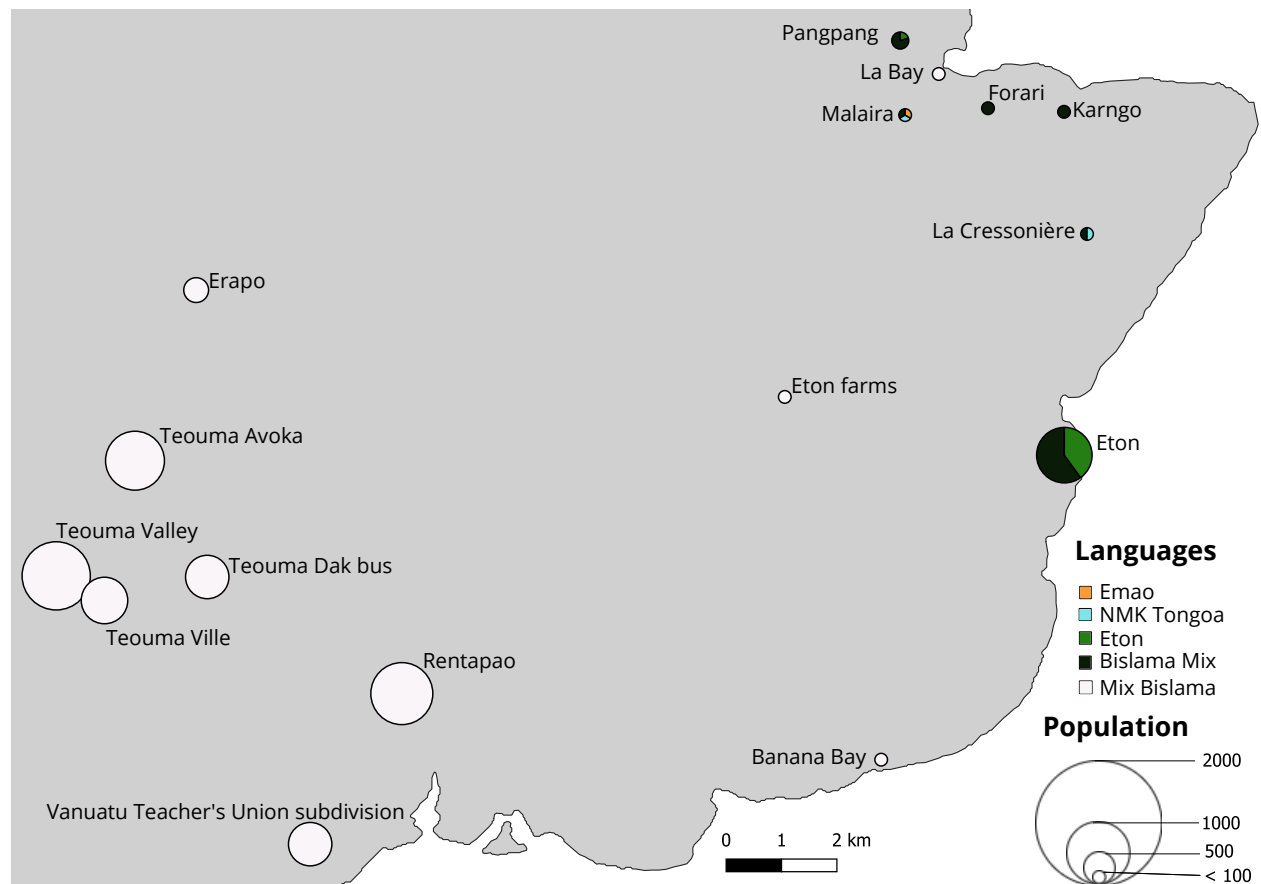 Pangpang
La Bay
Forari
Malaira
Karngo
La Cressonière
Erapo
Eton farms
Teouma Avoka
Eton
Teouma Valley
Teouma Dak bus
Teouma Ville
Rentapao
Banana Bay
Vanuatu Teacher's Union subdivision
0 1 2 km
Languages
Emao
NMK Tongoa
Eton
Bislama Mix
Mix Bislama
Population
2000
1000
500
< 100